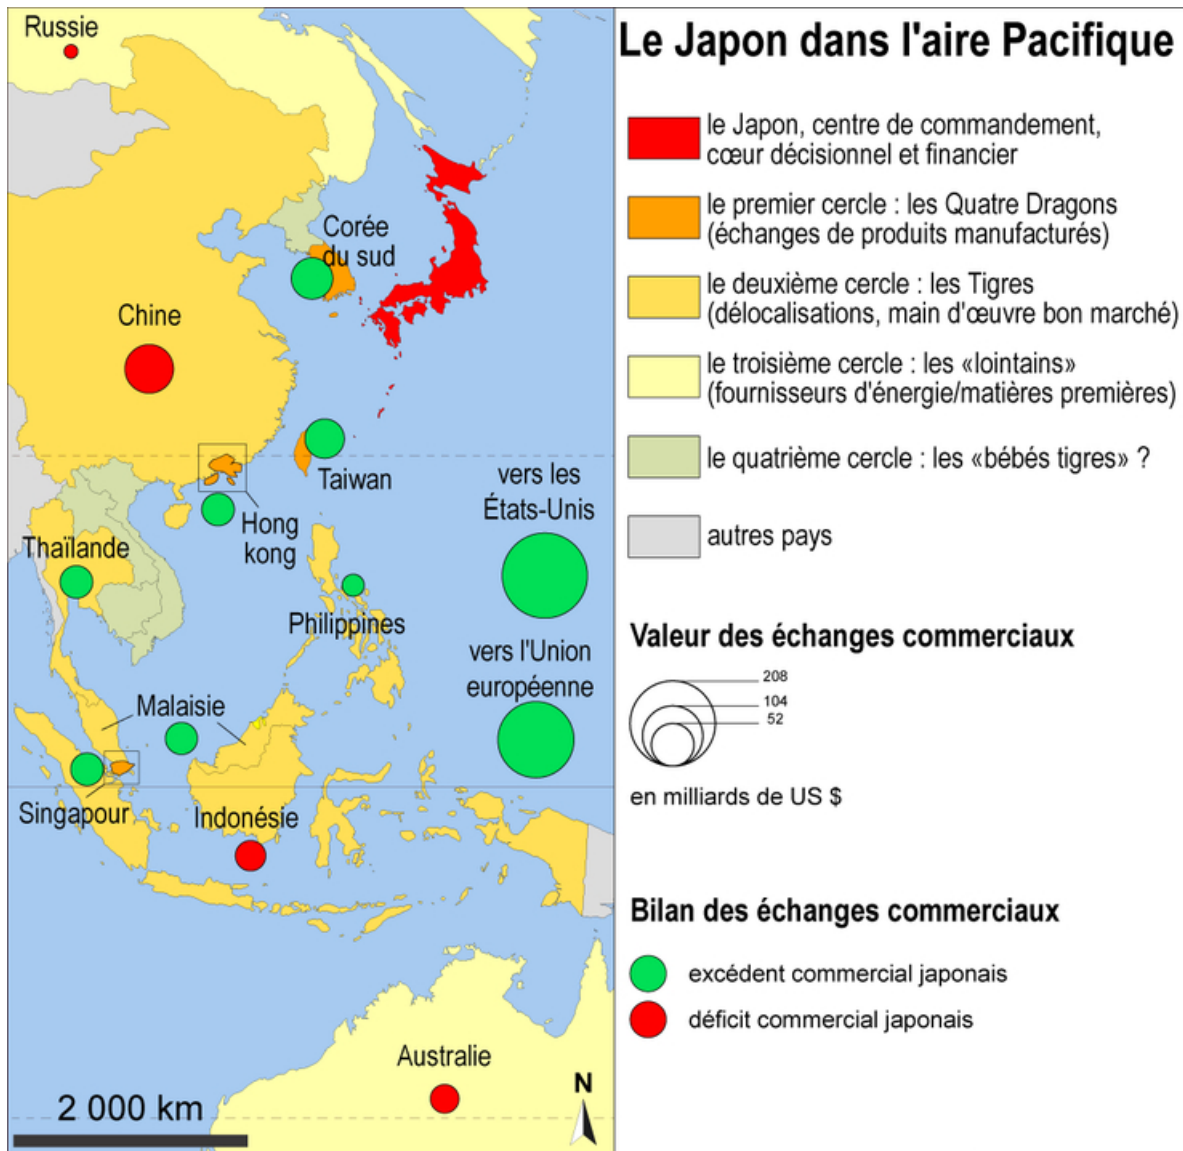 Russie
Corée
du sud
Chine
Taiwan
vers les
États-Unis
Hong
kong
Thaïlande
Philippines
vers l'Union
européenne
Malaisie
Singapour
Indonésie
Australie
N
2 000 km
Le Japon dans l'aire Pacifique
le Japon, centre de commandement,
cœur décisionnel et financier
le premier cercle : les Quatre Dragons
(échanges de produits manufacturés)
le deuxième cercle : les Tigres
(délocalisations, main d'œuvre bon marché)
le troisième cercle : les «lointains»
(fournisseurs d'énergie/matières premières)
le quatrième cercle : les «bébés tigres» ?
autres pays
Valeur des échanges commerciaux
208
104
52
en milliards de US $
Bilan des échanges commerciaux
excédent commercial japonais
déficit commercial japonais